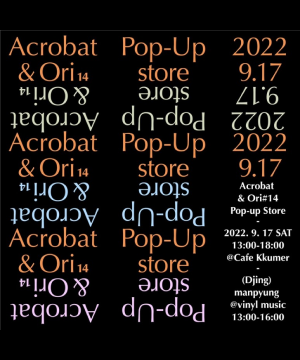 Acrobat Pop-Up 2022
& Ori14 store 9.17
& Ori14 store 9.17
Acrobat Pop-Up 2022
Acrobat Pop-Up 2022
& Ori14 store 9.17
& Ori14 store
Acrobat Pop-Up
Acrobat Pop-Up
& Ori14 store
& Ori14 store
Acrobat Pop-Up
Acrobat
& Ori#14
Pop-up Store
-
2022. 9. 17 SAT
13:00-18:00
@Cafe Kkumer
-
(Djing)
manpyung
@vinyl music
13:00-16:00